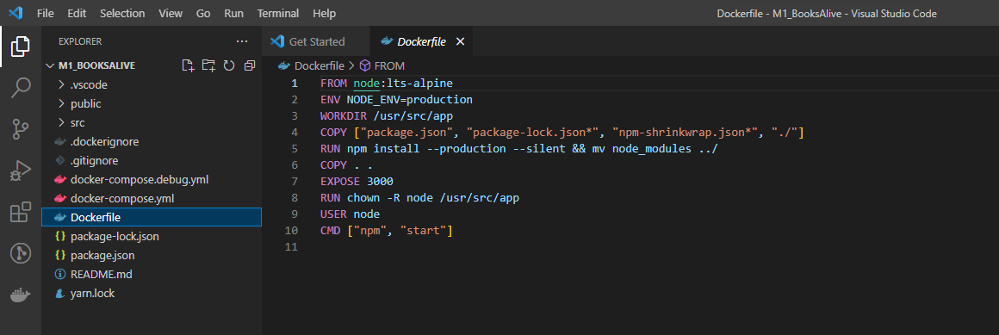 File Edit Selection View Go Run Terminal Help Dockerfile - M1_BooksAlive - Visual Studio Code
EXPLORER ···
M1_BOOKSALIVE
.vscode
public
src
.dockerignore
.gitignore
docker-compose.debug.yml
docker-compose.yml
Dockerfile
package-lock.json
package.json
README.md
yarn.lock
Get Started Dockerfile
Dockerfile > FROM
1 FROM node:lts-alpine
2 ENV NODE_ENV=production
3 WORKDIR /usr/src/app
4 COPY ["package.json", "package-lock.json*", "npm-shrinkwrap.json*", "./"]
5 RUN npm install --production --silent && mv node_modules ../
6 COPY . .
7 EXPOSE 3000
8 RUN chown -R node /usr/src/app
9 USER node
10 CMD ["npm", "start"]
11